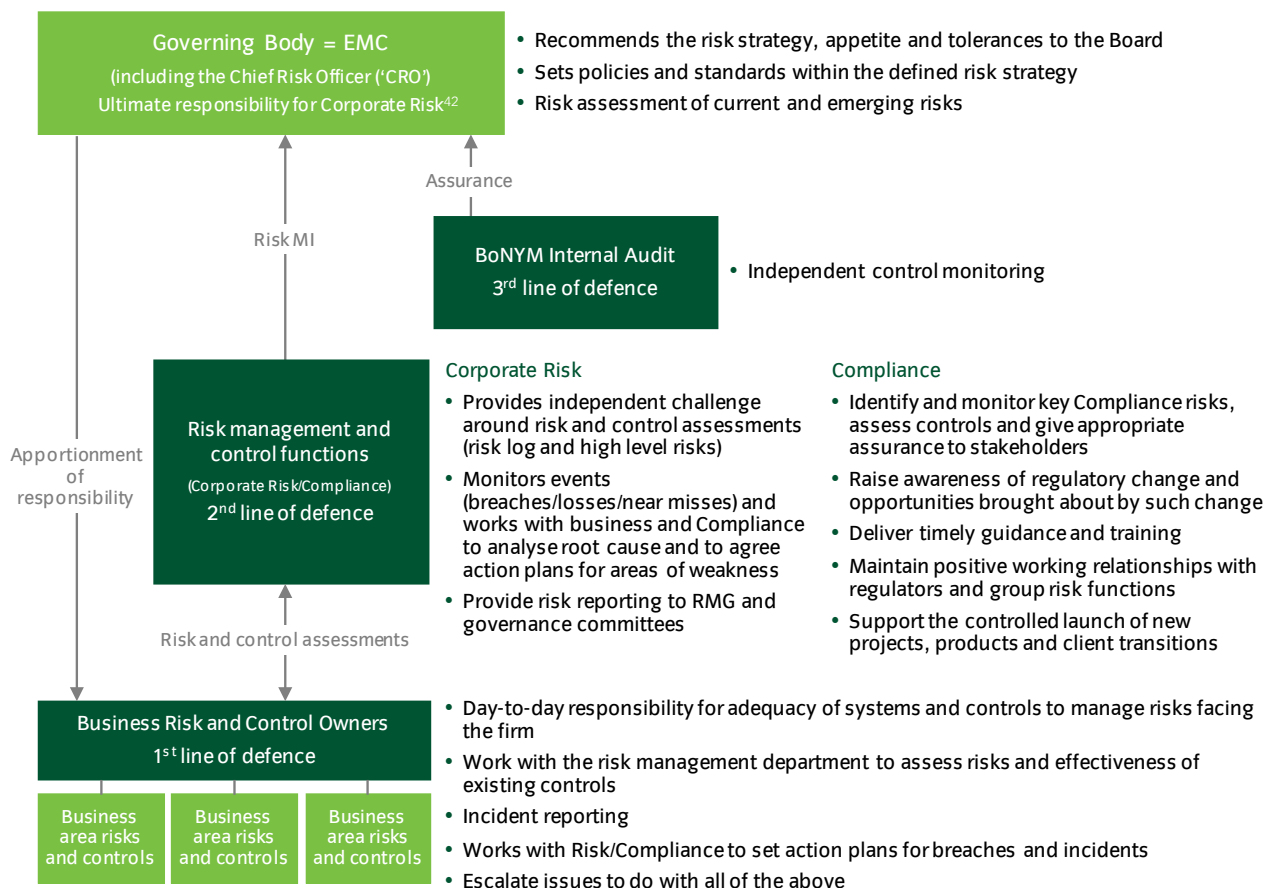 Governing Body = EMC
(including the Chief Risk Officer (‘CRO’)
Ultimate responsibility for Corporate Risk42
• Recommends the risk strategy, appetite and tolerances to the Board
• Sets policies and standards within the defined risk strategy
• Risk assessment of current and emerging risks
Assurance
Risk MI
BoNYM Internal Audit
3rd line of defence
• Independent control monitoring
Apportionment
of
responsibility
Risk management and
control functions
(Corporate Risk/Compliance)
2nd line of defence
Corporate Risk
• Provides independent challenge
around risk and control assessments
(risk log and high level risks)
• Monitors events
(breaches/losses/near misses) and
works with business and Compliance
to analyse root cause and to agree
action plans for areas of weakness
• Provide risk reporting to RMG and
governance committees
Compliance
• Identify and monitor key Compliance risks,
assess controls and give appropriate
assurance to stakeholders
• Raise awareness of regulatory change and
opportunities brought about by such change
• Deliver timely guidance and training
• Maintain positive working relationships with
regulators and group risk functions
• Support the controlled launch of new
projects, products and client transitions
Risk and control assessments
Business Risk and Control Owners
1st line of defence
Business
area risks
and controls
Business
area risks
and controls
Business
area risks
and controls
• Day-to-day responsibility for adequacy of systems and controls to manage risks facing
the firm
• Work with the risk management department to assess risks and effectiveness of
existing controls
• Incident reporting
• Works with Risk/Compliance to set action plans for breaches and incidents
• Escalate issues to do with all of the above